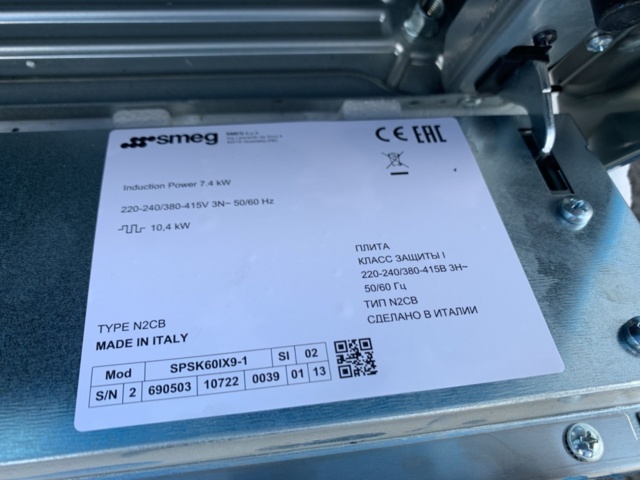 smeg
SMEG S.p.A.
CE EAC
Induction Power 7.4 kW
220-240/380-415V 3N~ 50/60 Hz
10,4 kW
ПЛИТА
КЛАСС ЗАЩИТЫ I
220-240/380-415В 3Н~
50/60 Гц
ТИП N2CB
СДЕЛАНО В ИТАЛИИ
TYPE N2CB
MADE IN ITALY
Mod SPSK60IX9-1 SI 02
S/N 2 690503 10722 0039 01 13